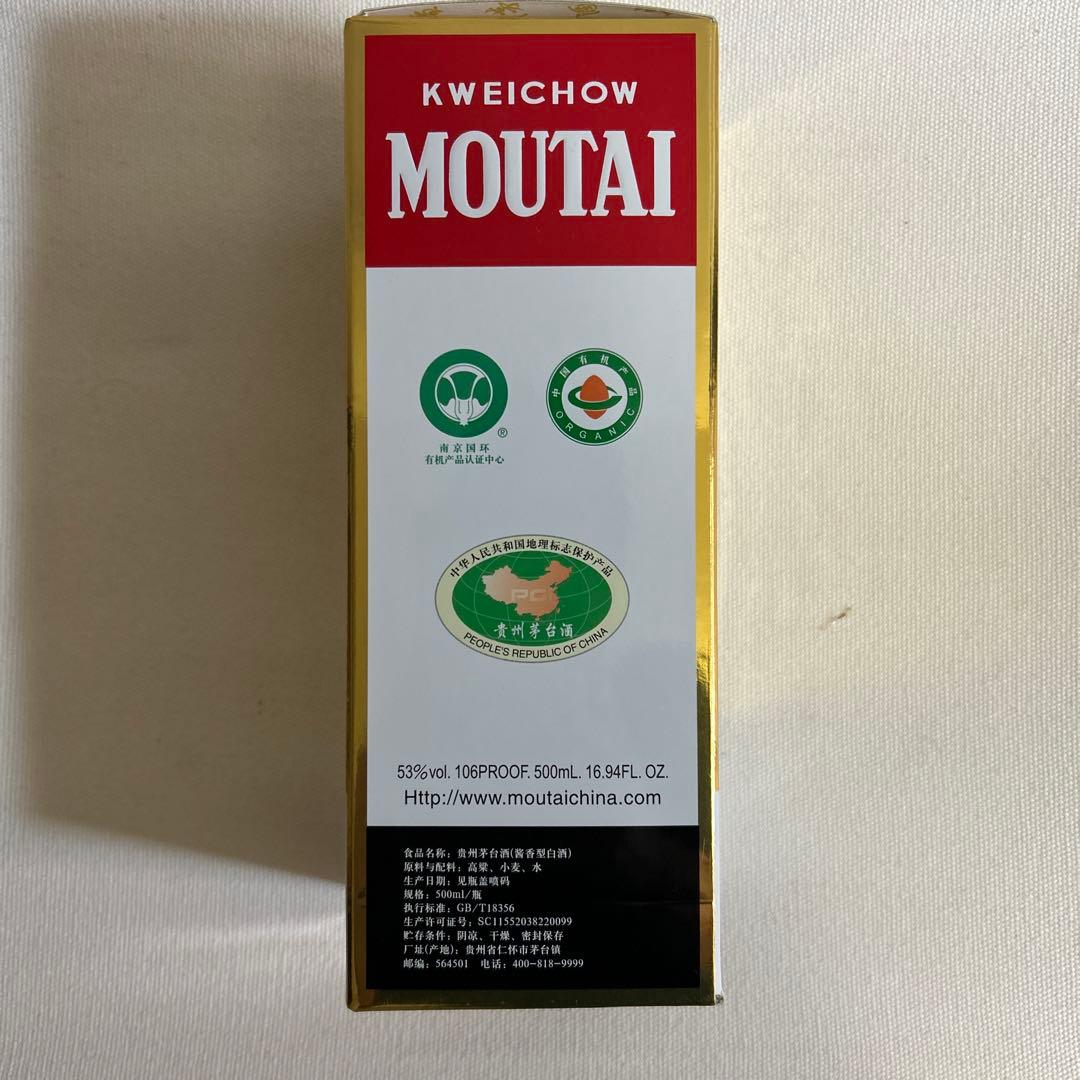 KWEICHOW
MOUTAI
®
南京国环
有机产品认证中心
中国有机产品
ORGANIC
中华人民共和国地理标志保护产品
PGI
贵州茅台酒
PEOPLE'S REPUBLIC OF CHINA
53%vol. 106PROOF. 500mL. 16.94FL. OZ.
Http://www.moutaichina.com
食品名称：贵州茅台酒(酱香型白酒)
原料与配料：高粱、小麦、水
生产日期：见瓶盖喷码
规格：500ml/瓶
执行标准：GB/T18356
生产许可证号：SC11552038220099
贮存条件：阴凉、干燥、密封保存
厂址(产地)：贵州省仁怀市茅台镇
邮编：564501 电话：400-818-9999